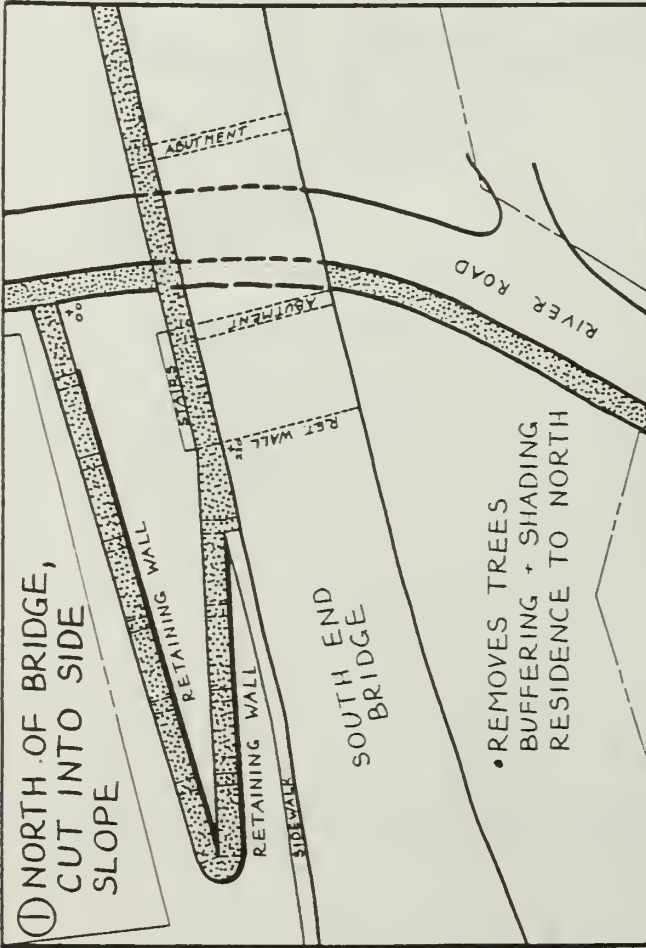 ① NORTH OF BRIDGE,
CUT INTO SIDE
SLOPE
RETAINING WALL
RETAINING WALL
SIDEWALK
STAIRS
ABUTMENT
ABUTMENT
RET. WALL
SOUTH END
BRIDGE
RIVER ROAD
• REMOVES TREES
BUFFERING + SHADING
RESIDENCE TO NORTH